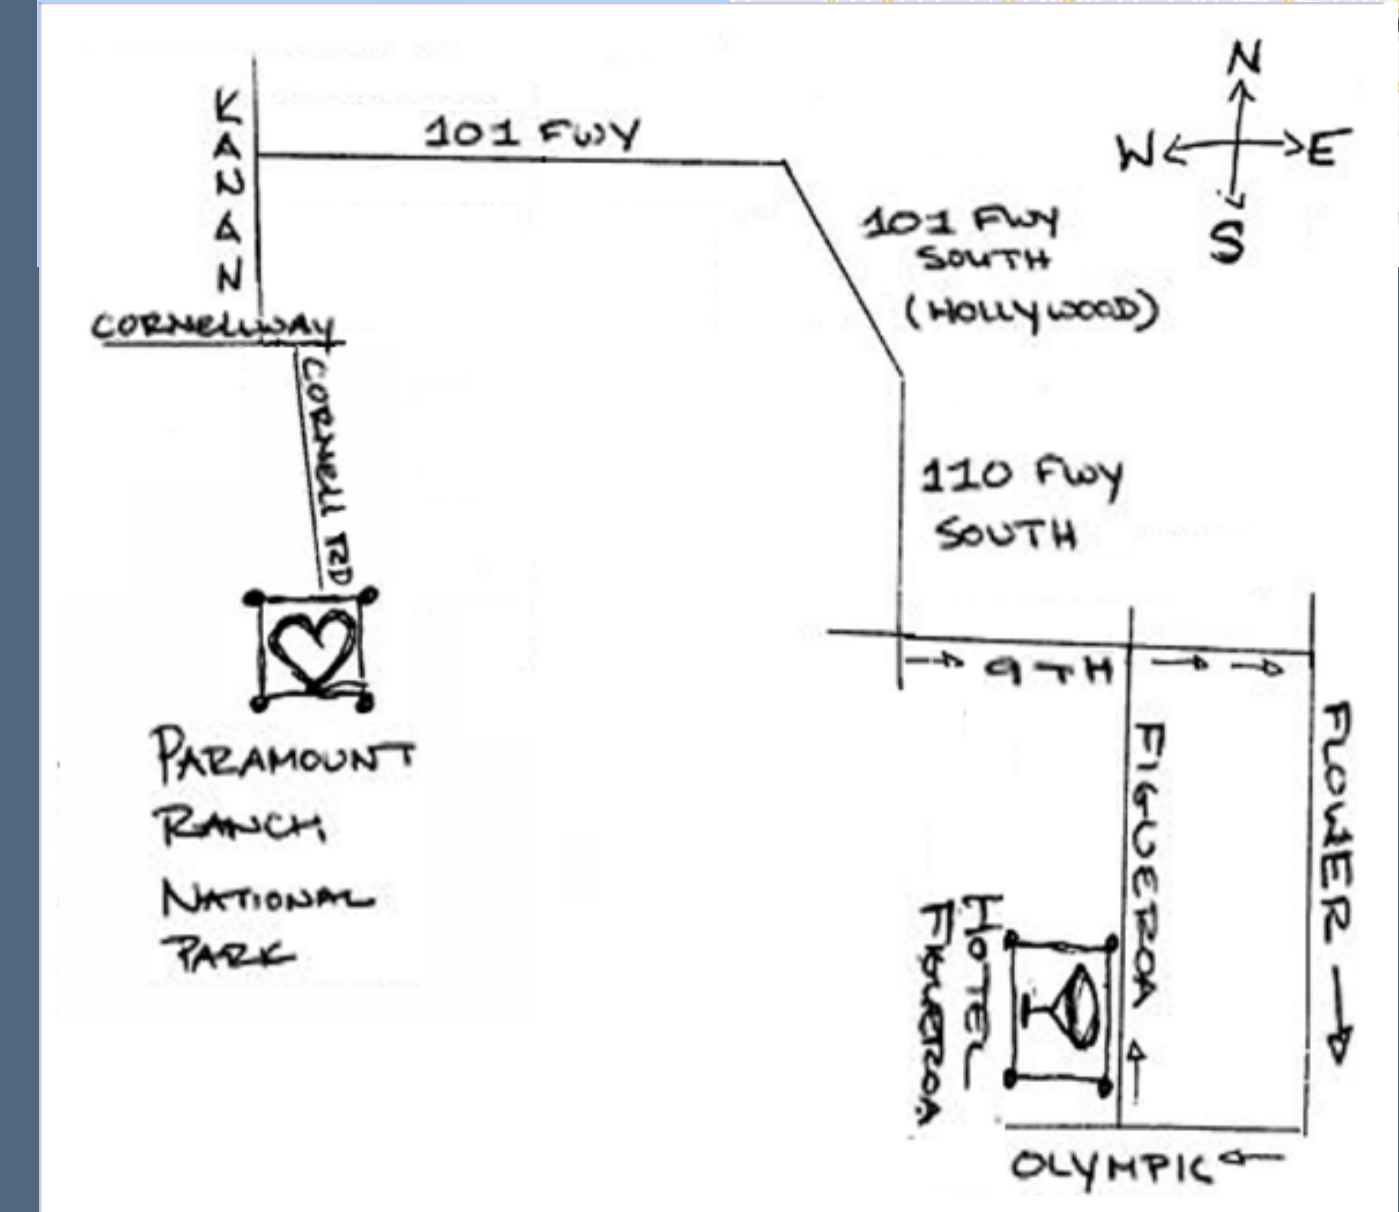 N
W E
S
KANAN
101 FWY
101 FWY
SOUTH
(HOLLYWOOD)
CORNELLWAY
CORNELL RD
110 FWY
SOUTH
9TH
FIGUEROA
FLOWER
PARAMOUNT
RANCH
NATIONAL
PARK
HOTEL
FIGUEROA
OLYMPIC